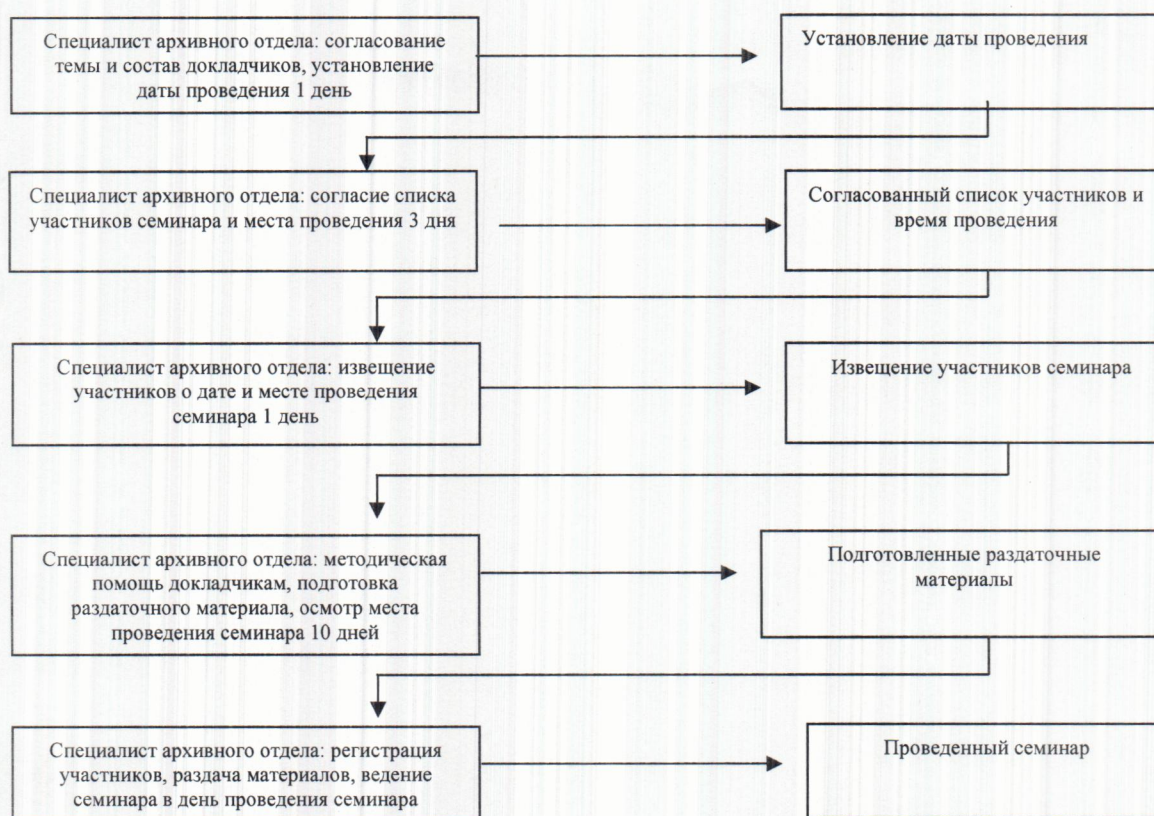 Специалист архивного отдела: согласование
темы и состав докладчиков, установление
даты проведения 1 день
Установление даты проведения
Специалист архивного отдела: согласие списка
участников семинара и места проведения 3 дня
Согласованный список участников и
время проведения
Специалист архивного отдела: извещение
участников о дате и месте проведения
семинара 1 день
Извещение участников семинара
Специалист архивного отдела: методическая
помощь докладчикам, подготовка
раздаточного материала, осмотр места
проведения семинара 10 дней
Подготовленные раздаточные
материалы
Специалист архивного отдела: регистрация
участников, раздача материалов, ведение
семинара в день проведения семинара
Проведенный семинар